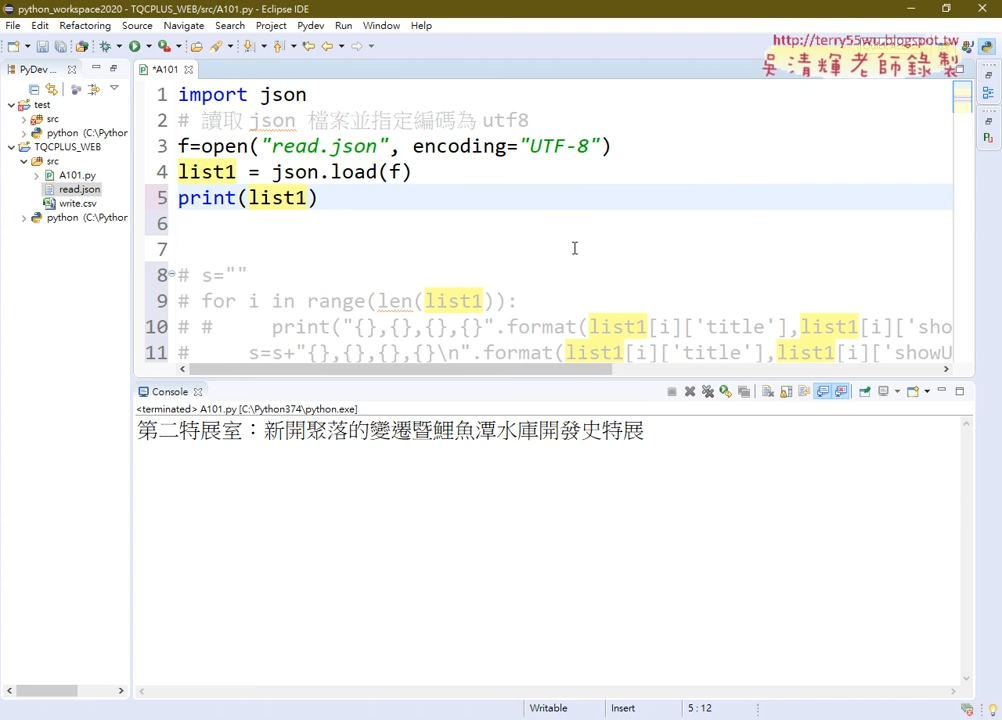 python_workspace2020 - TQCPLUS_WEB/src/A101.py - Eclipse IDE
File Edit Refactoring Source Navigate Search Project Pydev Run Window Help
http://terry55wu.blogspot.tw
吳清輝老師錄製
PyDev ...
test
src
python (C:\Pythor
TQCPLUS_WEB
src
A101.py
read.json
write.csv
python (C:\Pythor
*A101
1 import json
2 # 讀取 json 檔案並指定編碼為 utf8
3 f=open("read.json", encoding="UTF-8")
4 list1 = json.load(f)
5 print(list1)
6
7
8 # s=""
9 # for i in range(len(list1)):
10 # #     print("{},{},{},{}".format(list1[i]['title'],list1[i]['sho
11 #     s=s+"{},{},{},{}\n".format(list1[i]['title'],list1[i]['showU
Console
<terminated> A101.py [C:\Python374\python.exe]
第二特展室：新開聚落的變遷暨鯉魚潭水庫開發史特展
Writable Insert 5 : 12